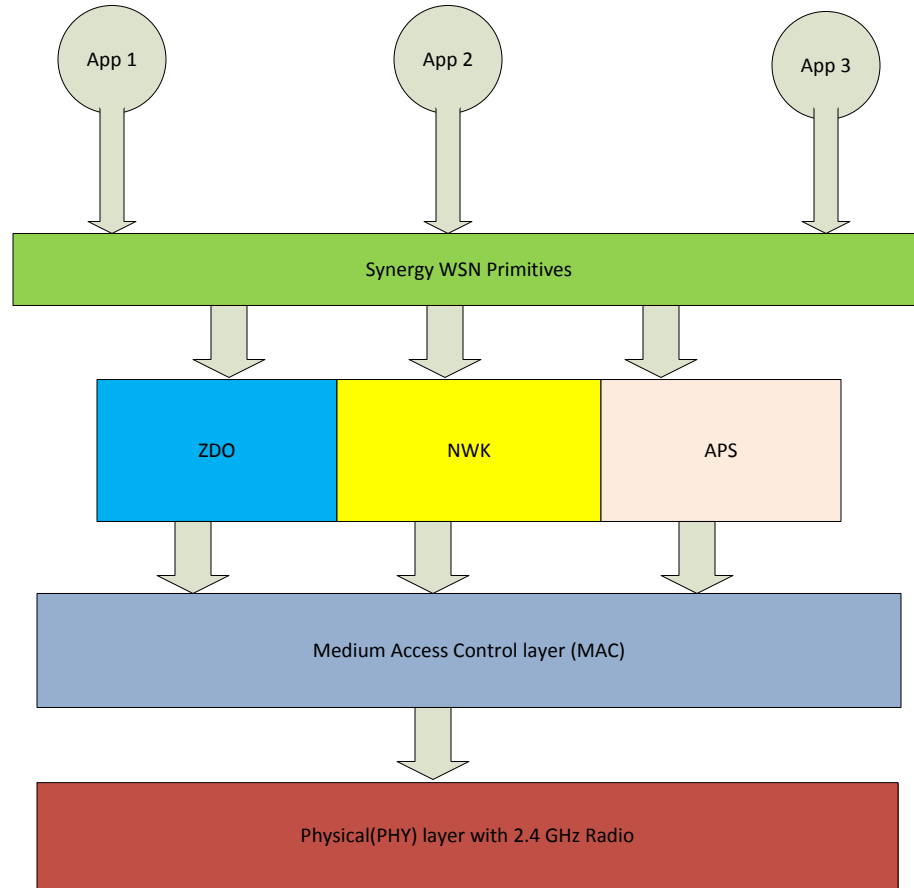 App 1
App 2
App 3
Synergy WSN Primitives
ZDO
NWK
APS
Medium Access Control layer (MAC)
Physical(PHY) layer with 2.4 GHz Radio